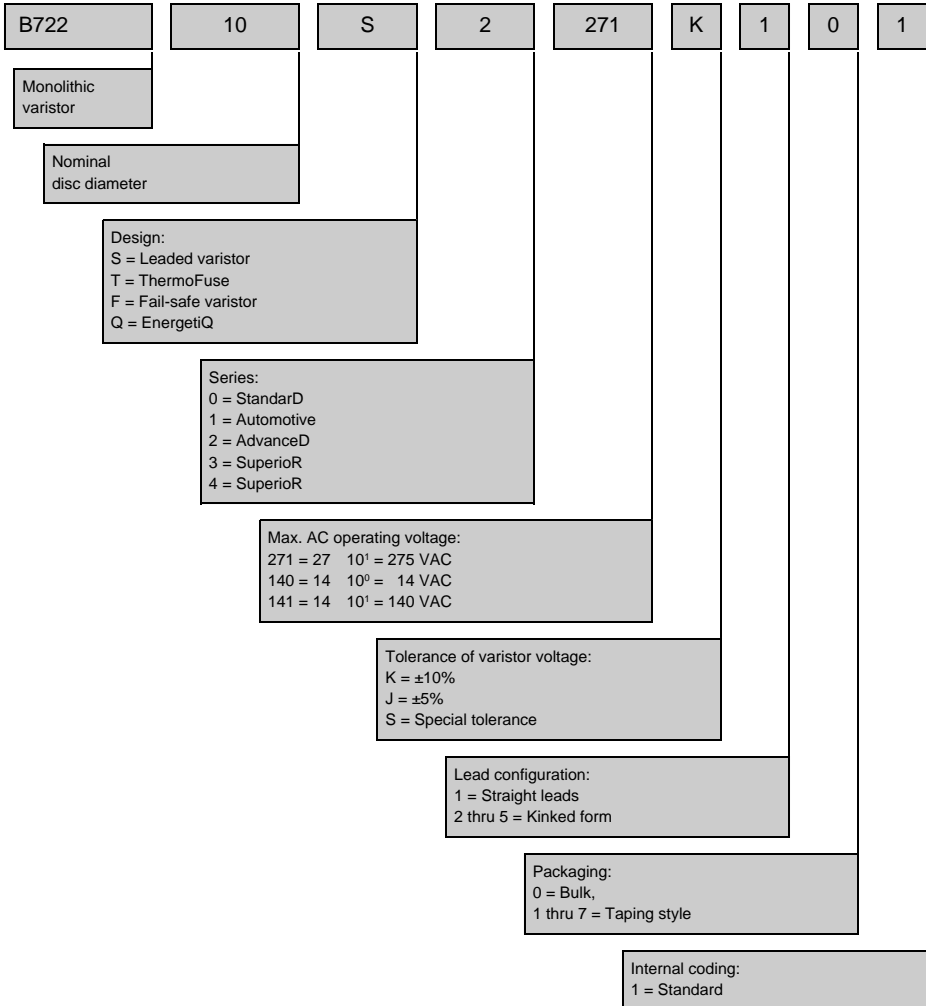 B722 10 S 2 271 K 1 0 1
Monolithic
varistor
Nominal
disc diameter
Design:
S = Leaded varistor
T = ThermoFuse
F = Fail-safe varistor
Q = EnergetiQ
Series:
0 = StandarD
1 = Automotive
2 = AdvanceD
3 = SuperioR
4 = SuperioR
Max. AC operating voltage:
271 = 27 10¹ = 275 VAC
140 = 14 10⁰ = 14 VAC
141 = 14 10¹ = 140 VAC
Tolerance of varistor voltage:
K = ±10%
J = ±5%
S = Special tolerance
Lead configuration:
1 = Straight leads
2 thru 5 = Kinked form
Packaging:
0 = Bulk,
1 thru 7 = Taping style
Internal coding:
1 = Standard